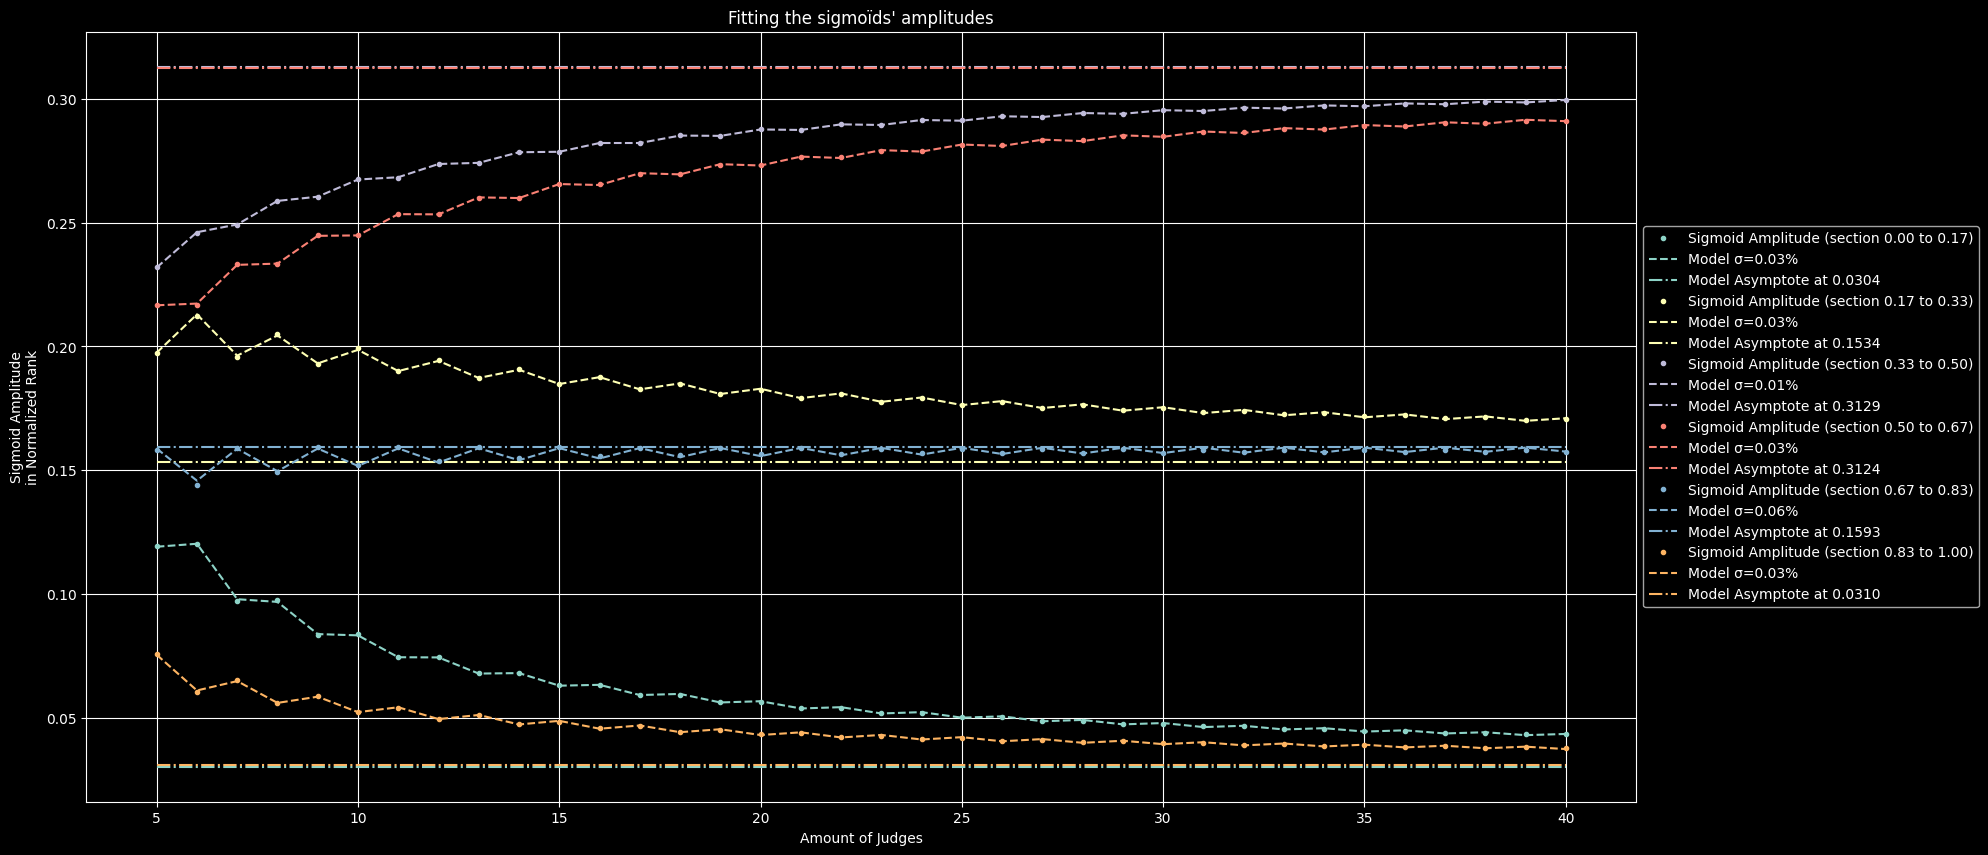 Fitting the sigmoïds' amplitudes
Sigmoid Amplitude
in Normalized Rank
0.30
0.25
0.20
0.15
0.10
0.05
5
10
15
20
25
30
35
40
Amount of Judges
Sigmoid Amplitude (section 0.00 to 0.17)
Model σ=0.03%
Model Asymptote at 0.0304
Sigmoid Amplitude (section 0.17 to 0.33)
Model σ=0.03%
Model Asymptote at 0.1534
Sigmoid Amplitude (section 0.33 to 0.50)
Model σ=0.01%
Model Asymptote at 0.3129
Sigmoid Amplitude (section 0.50 to 0.67)
Model σ=0.03%
Model Asymptote at 0.3124
Sigmoid Amplitude (section 0.67 to 0.83)
Model σ=0.06%
Model Asymptote at 0.1593
Sigmoid Amplitude (section 0.83 to 1.00)
Model σ=0.03%
Model Asymptote at 0.0310